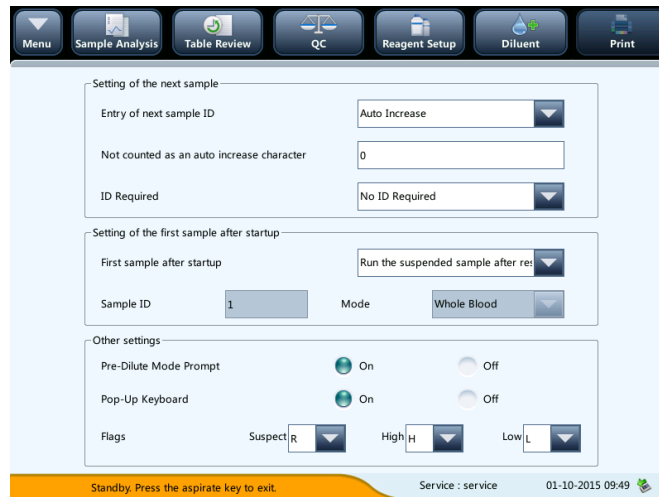 Menu Sample Analysis Table Review QC Reagent Setup Diluent Print
Setting of the next sample
Entry of next sample ID Auto Increase
Not counted as an auto increase character 0
ID Required No ID Required
Setting of the first sample after startup
First sample after startup Run the suspended sample after res
Sample ID 1 Mode Whole Blood
Other settings
Pre-Dilute Mode Prompt On Off
Pop-Up Keyboard On Off
Flags Suspect R High H Low L
Standby. Press the aspirate key to exit. Service : service 01-10-2015 09:49